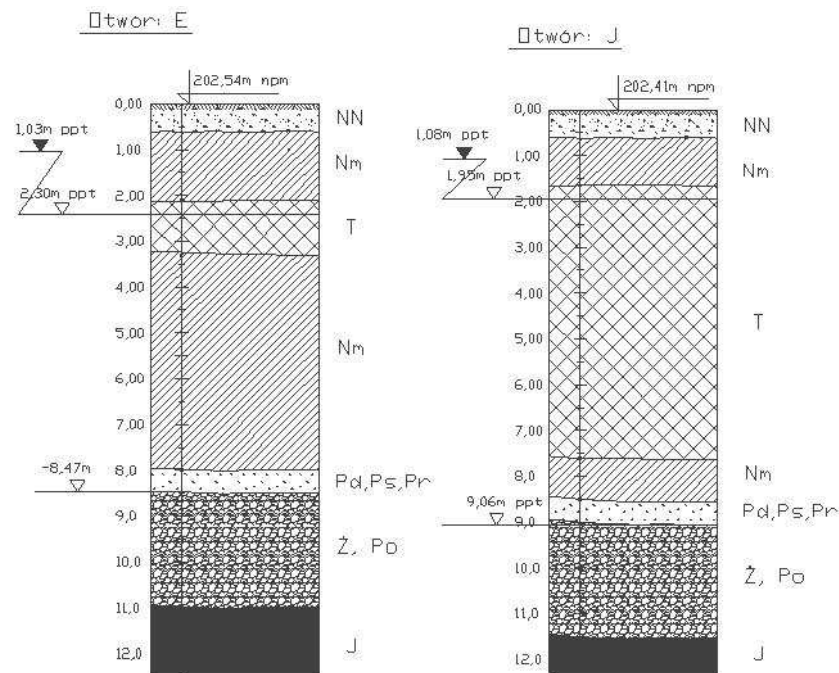 Otwór: E
202,54m npm
0,00
NN
1,03m ppt
1,00
Nm
2,00
2,30m ppt
T
3,00
4,00
5,00
Nm
6,00
7,00
8,0
-8,47m
Pd,Ps,Pr
9,0
Ż, Po
10,0
11,0
J
12,0
Otwór: J
202,41m npm
0,00
NN
1,08m ppt
1,00
Nm
1,95m ppt
2,00
3,00
4,00
T
5,00
6,00
7,00
Nm
8,0
9,06m ppt
Pd,Ps,Pr
9,0
Ż, Po
10,0
11,0
J
12,0